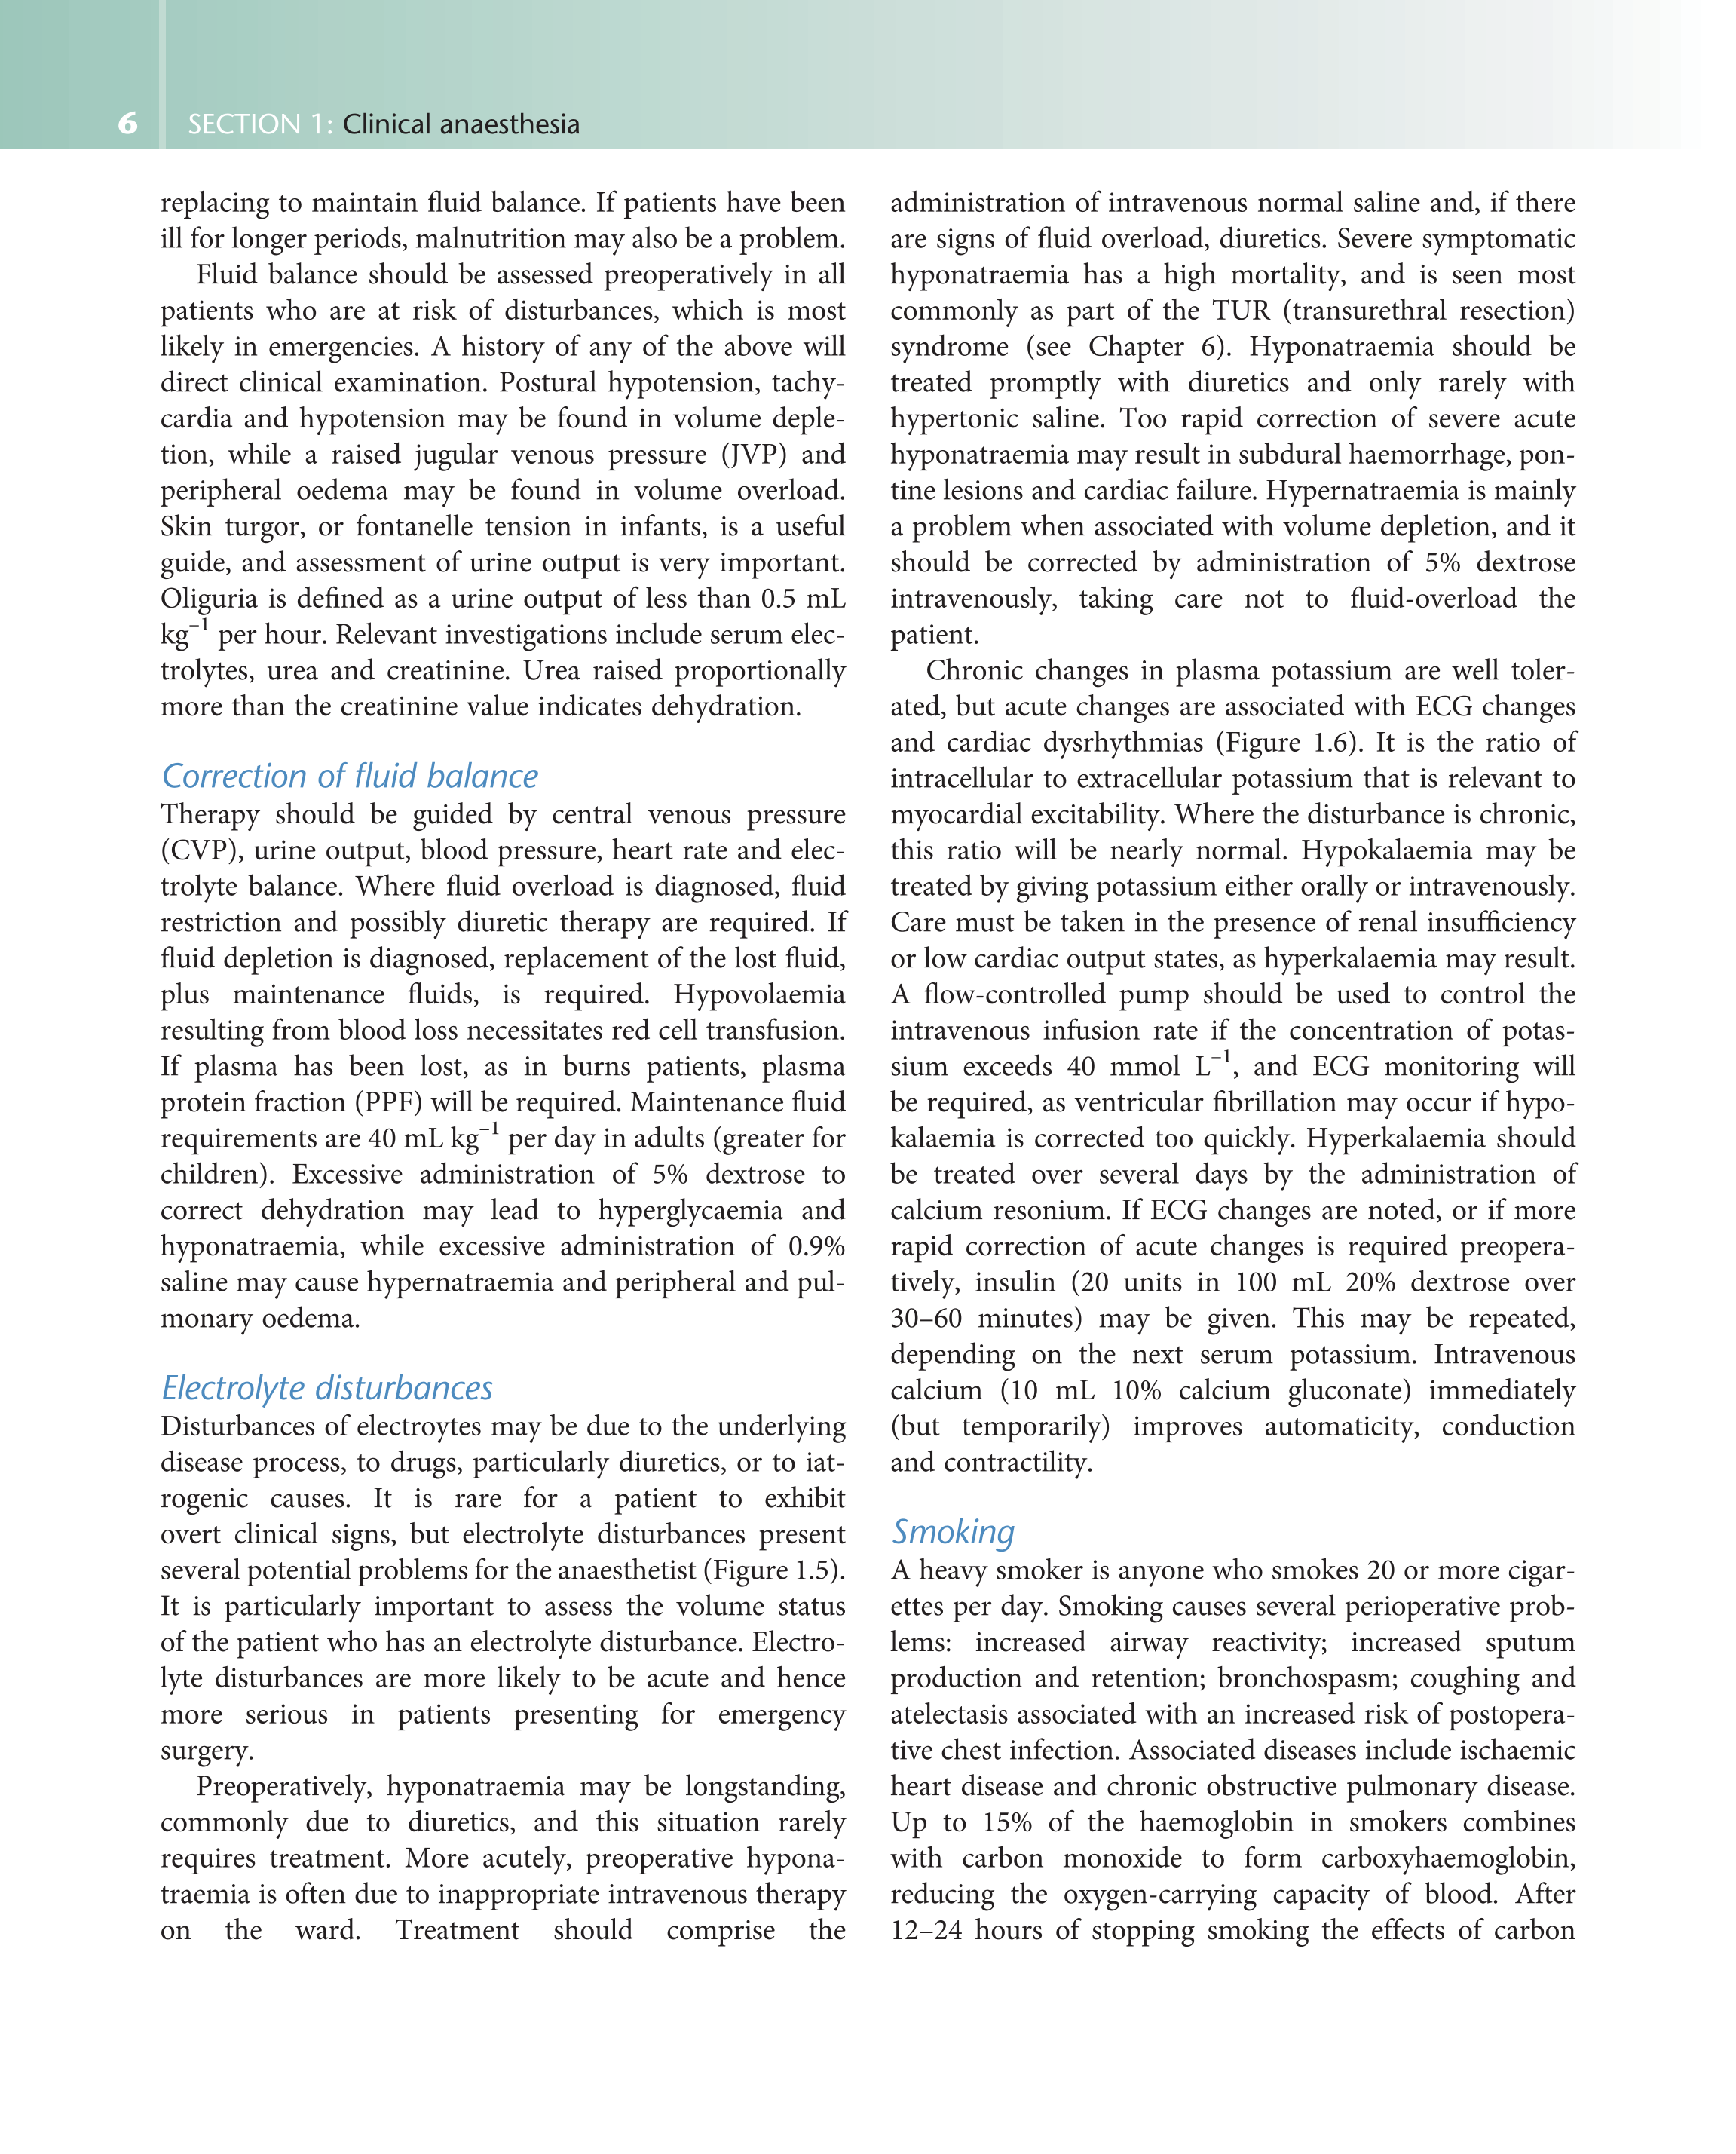 6 SECTION 1: Clinical anaesthesia
replacing to maintain fluid balance. If patients have been
ill for longer periods, malnutrition may also be a problem.
Fluid balance should be assessed preoperatively in all
patients who are at risk of disturbances, which is most
likely in emergencies. A history of any of the above will
direct clinical examination. Postural hypotension, tachy-
cardia and hypotension may be found in volume deple-
tion, while a raised jugular venous pressure (JVP) and
peripheral oedema may be found in volume overload.
Skin turgor, or fontanelle tension in infants, is a useful
guide, and assessment of urine output is very important.
Oliguria is defined as a urine output of less than 0.5 mL
kg⁻¹ per hour. Relevant investigations include serum elec-
trolytes, urea and creatinine. Urea raised proportionally
more than the creatinine value indicates dehydration.
Correction of fluid balance
Therapy should be guided by central venous pressure
(CVP), urine output, blood pressure, heart rate and elec-
trolyte balance. Where fluid overload is diagnosed, fluid
restriction and possibly diuretic therapy are required. If
fluid depletion is diagnosed, replacement of the lost fluid,
plus maintenance fluids, is required. Hypovolaemia
resulting from blood loss necessitates red cell transfusion.
If plasma has been lost, as in burns patients, plasma
protein fraction (PPF) will be required. Maintenance fluid
requirements are 40 mL kg⁻¹ per day in adults (greater for
children). Excessive administration of 5% dextrose to
correct dehydration may lead to hyperglycaemia and
hyponatraemia, while excessive administration of 0.9%
saline may cause hypernatraemia and peripheral and pul-
monary oedema.
Electrolyte disturbances
Disturbances of electroytes may be due to the underlying
disease process, to drugs, particularly diuretics, or to iat-
rogenic causes. It is rare for a patient to exhibit
overt clinical signs, but electrolyte disturbances present
several potential problems for the anaesthetist (Figure 1.5).
It is particularly important to assess the volume status
of the patient who has an electrolyte disturbance. Electro-
lyte disturbances are more likely to be acute and hence
more serious in patients presenting for emergency
surgery.
Preoperatively, hyponatraemia may be longstanding,
commonly due to diuretics, and this situation rarely
requires treatment. More acutely, preoperative hypona-
traemia is often due to inappropriate intravenous therapy
on the ward. Treatment should comprise the
administration of intravenous normal saline and, if there
are signs of fluid overload, diuretics. Severe symptomatic
hyponatraemia has a high mortality, and is seen most
commonly as part of the TUR (transurethral resection)
syndrome (see Chapter 6). Hyponatraemia should be
treated promptly with diuretics and only rarely with
hypertonic saline. Too rapid correction of severe acute
hyponatraemia may result in subdural haemorrhage, pon-
tine lesions and cardiac failure. Hypernatraemia is mainly
a problem when associated with volume depletion, and it
should be corrected by administration of 5% dextrose
intravenously, taking care not to fluid-overload the
patient.
Chronic changes in plasma potassium are well toler-
ated, but acute changes are associated with ECG changes
and cardiac dysrhythmias (Figure 1.6). It is the ratio of
intracellular to extracellular potassium that is relevant to
myocardial excitability. Where the disturbance is chronic,
this ratio will be nearly normal. Hypokalaemia may be
treated by giving potassium either orally or intravenously.
Care must be taken in the presence of renal insufficiency
or low cardiac output states, as hyperkalaemia may result.
A flow-controlled pump should be used to control the
intravenous infusion rate if the concentration of potas-
sium exceeds 40 mmol L⁻¹, and ECG monitoring will
be required, as ventricular fibrillation may occur if hypo-
kalaemia is corrected too quickly. Hyperkalaemia should
be treated over several days by the administration of
calcium resonium. If ECG changes are noted, or if more
rapid correction of acute changes is required preopera-
tively, insulin (20 units in 100 mL 20% dextrose over
30–60 minutes) may be given. This may be repeated,
depending on the next serum potassium. Intravenous
calcium (10 mL 10% calcium gluconate) immediately
(but temporarily) improves automaticity, conduction
and contractility.
Smoking
A heavy smoker is anyone who smokes 20 or more cigar-
ettes per day. Smoking causes several perioperative prob-
lems: increased airway reactivity; increased sputum
production and retention; bronchospasm; coughing and
atelectasis associated with an increased risk of postopera-
tive chest infection. Associated diseases include ischaemic
heart disease and chronic obstructive pulmonary disease.
Up to 15% of the haemoglobin in smokers combines
with carbon monoxide to form carboxyhaemoglobin,
reducing the oxygen-carrying capacity of blood. After
12–24 hours of stopping smoking the effects of carbon